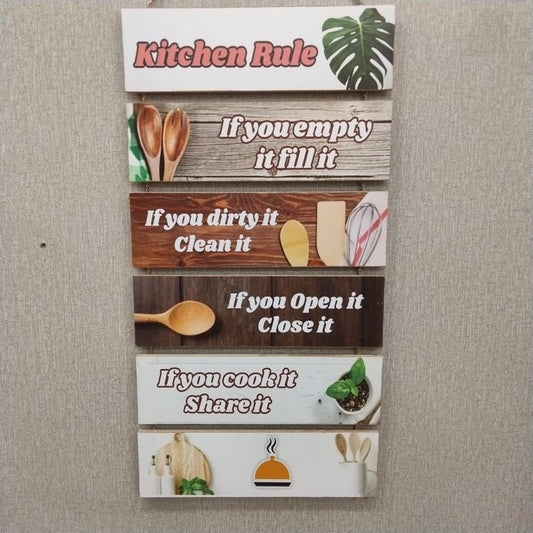 Kitchen Rule
If you empty
it fill it
If you dirty it
Clean it
If you Open it
Close it
If you cook it
Share it